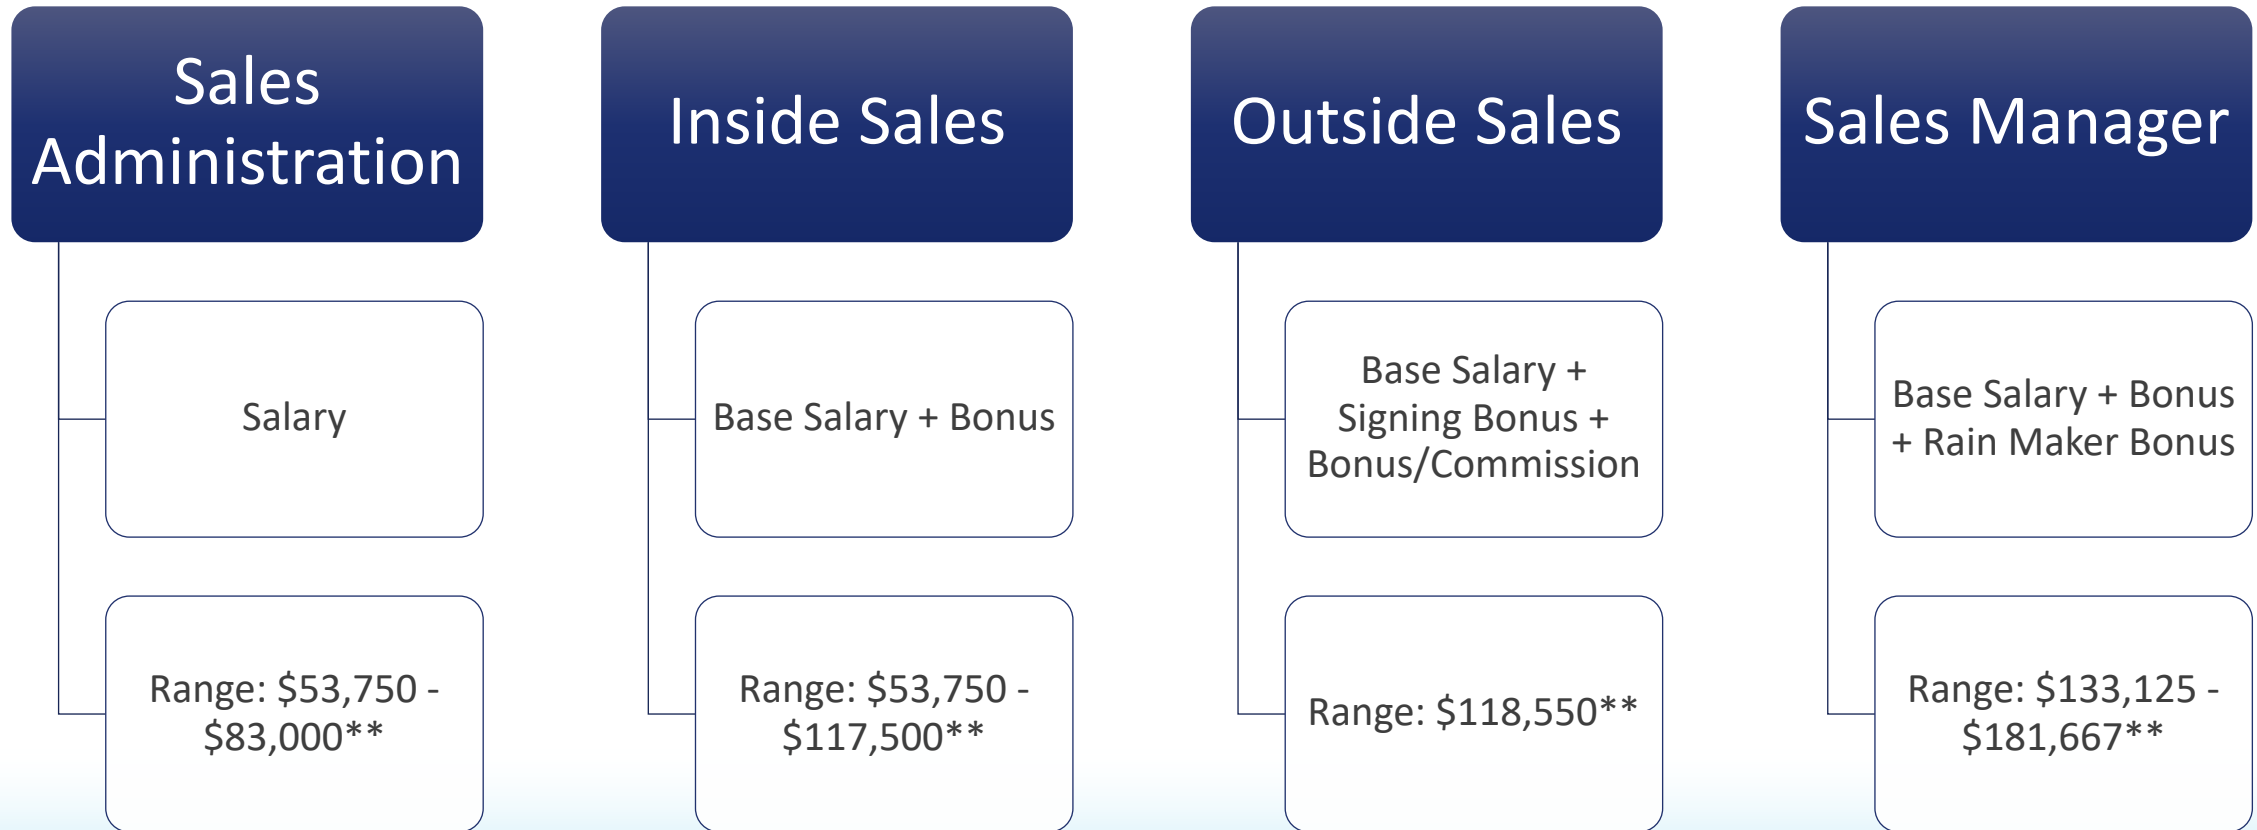 Sales
Administration
Salary
Range: $53,750 -
$83,000**
Inside Sales
Base Salary + Bonus
Range: $53,750 -
$117,500**
Outside Sales
Base Salary +
Signing Bonus +
Bonus/Commission
Range: $118,550**
Sales Manager
Base Salary + Bonus
+ Rain Maker Bonus
Range: $133,125 -
$181,667**